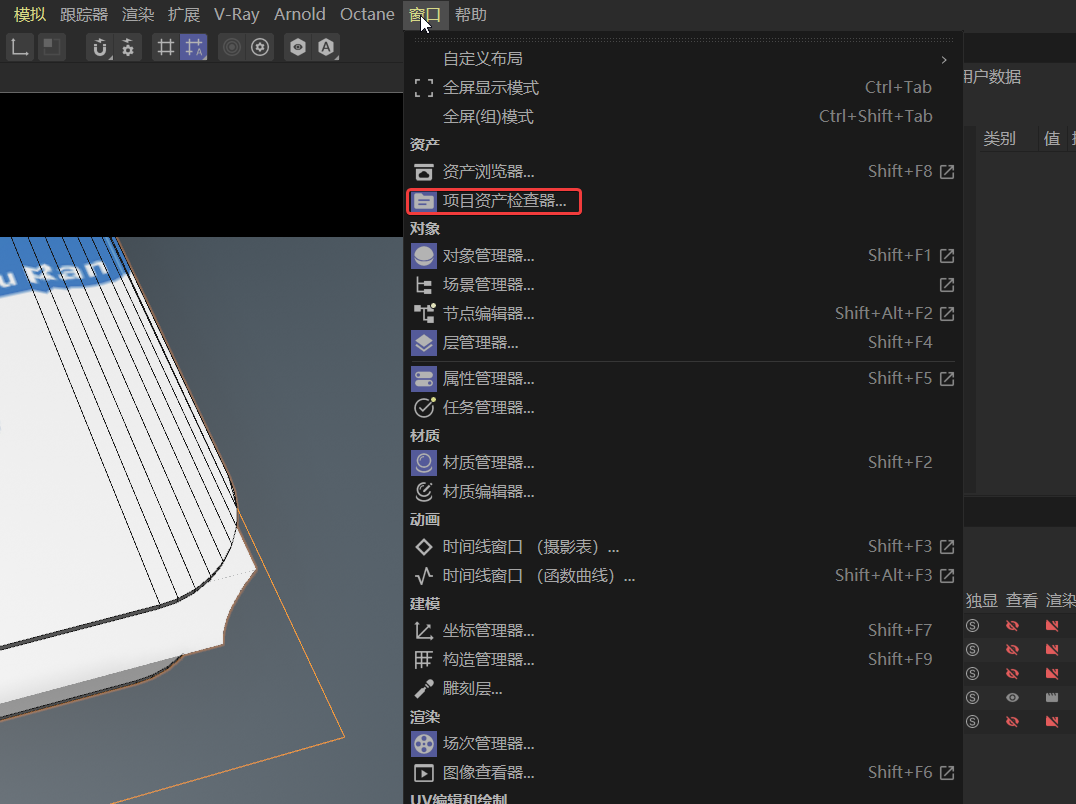 模拟 跟踪器 渲染 扩展 V-Ray Arnold Octane 窗口 帮助
自定义布局
全屏显示模式 Ctrl+Tab
全屏(组)模式 Ctrl+Shift+Tab
用户数据
类别 值
资产
资产浏览器... Shift+F8
项目资产检查器...
对象
对象管理器... Shift+F1
场景管理器...
节点编辑器... Shift+Alt+F2
层管理器... Shift+F4
属性管理器... Shift+F5
任务管理器...
材质
材质管理器... Shift+F2
材质编辑器...
动画
时间线窗口 （摄影表）... Shift+F3
时间线窗口 （函数曲线）... Shift+Alt+F3
建模
坐标管理器... Shift+F7
构造管理器... Shift+F9
雕刻层...
渲染
场次管理器...
图像查看器... Shift+F6
UV编辑和绘制
u Ran
独显 查看 渲染